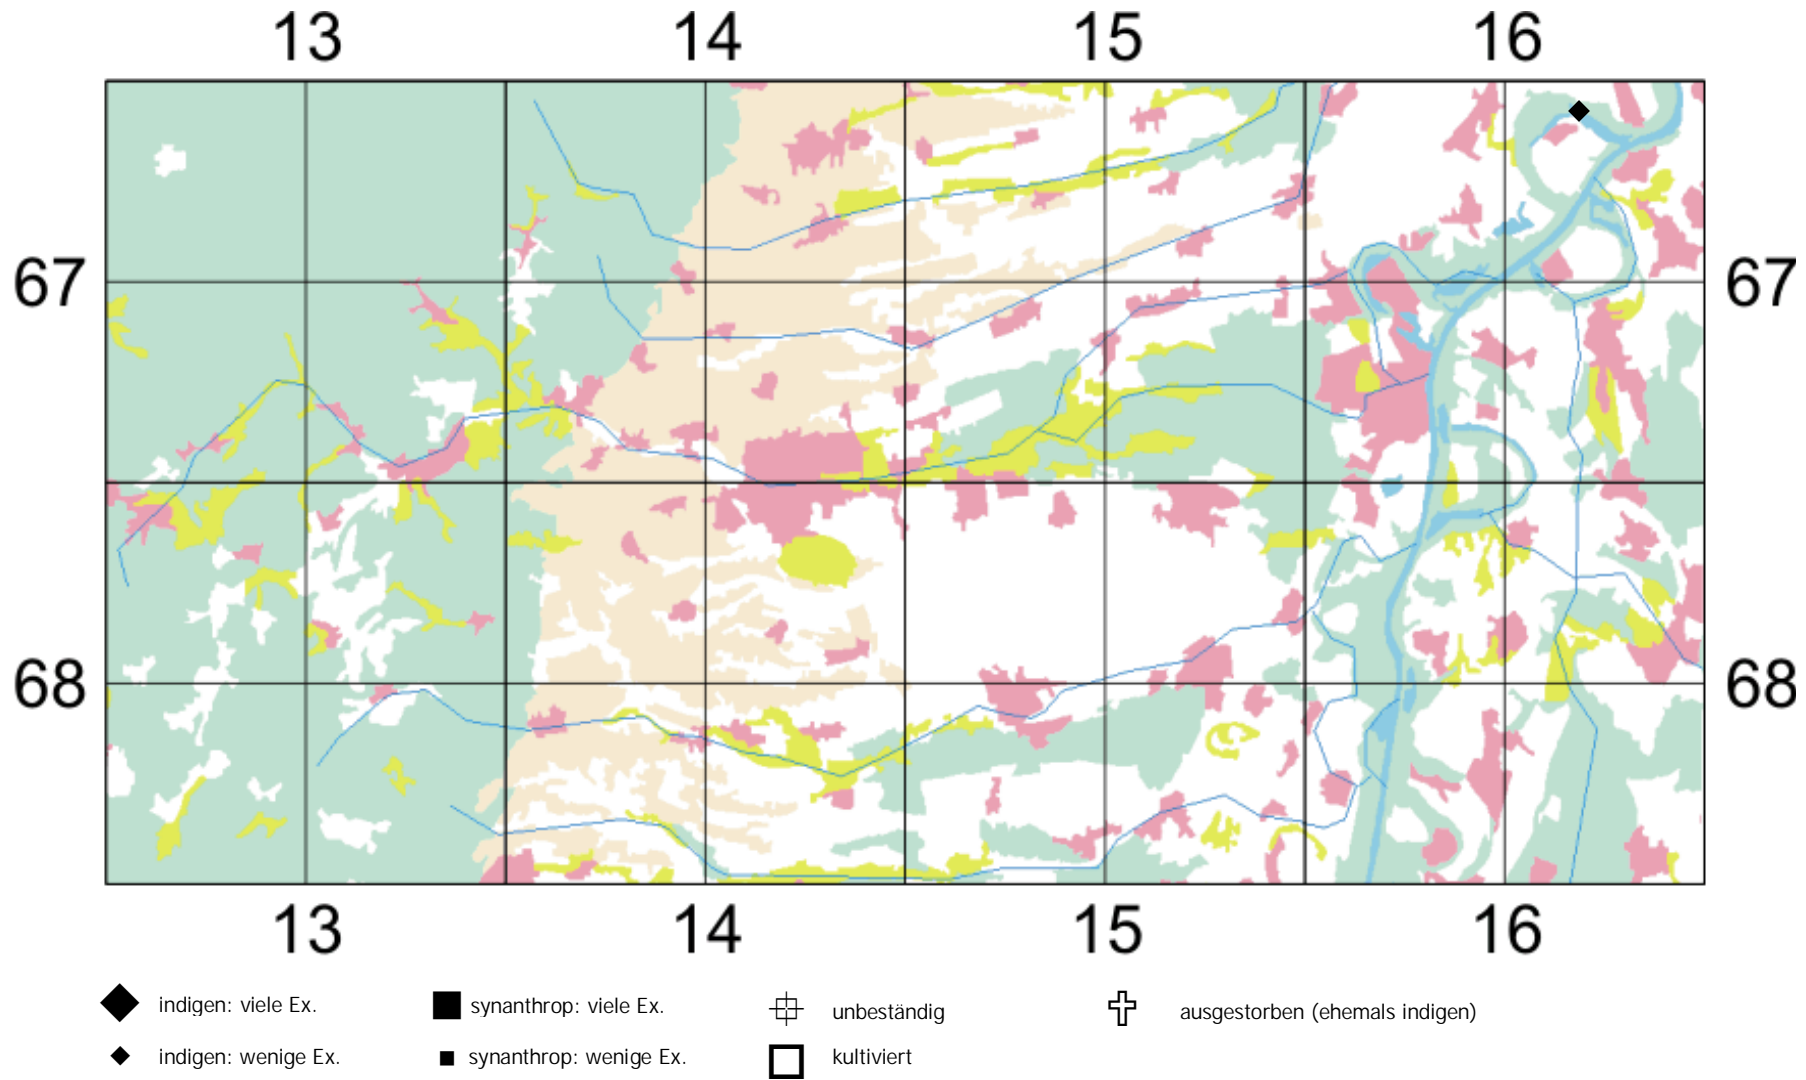 13 14 15 16
67 67
68 68
13 14 15 16
indigen: viele Ex. synanthrop: viele Ex. unbeständig ausgestorben (ehemals indigen)
indigen: wenige Ex. synanthrop: wenige Ex. kultiviert